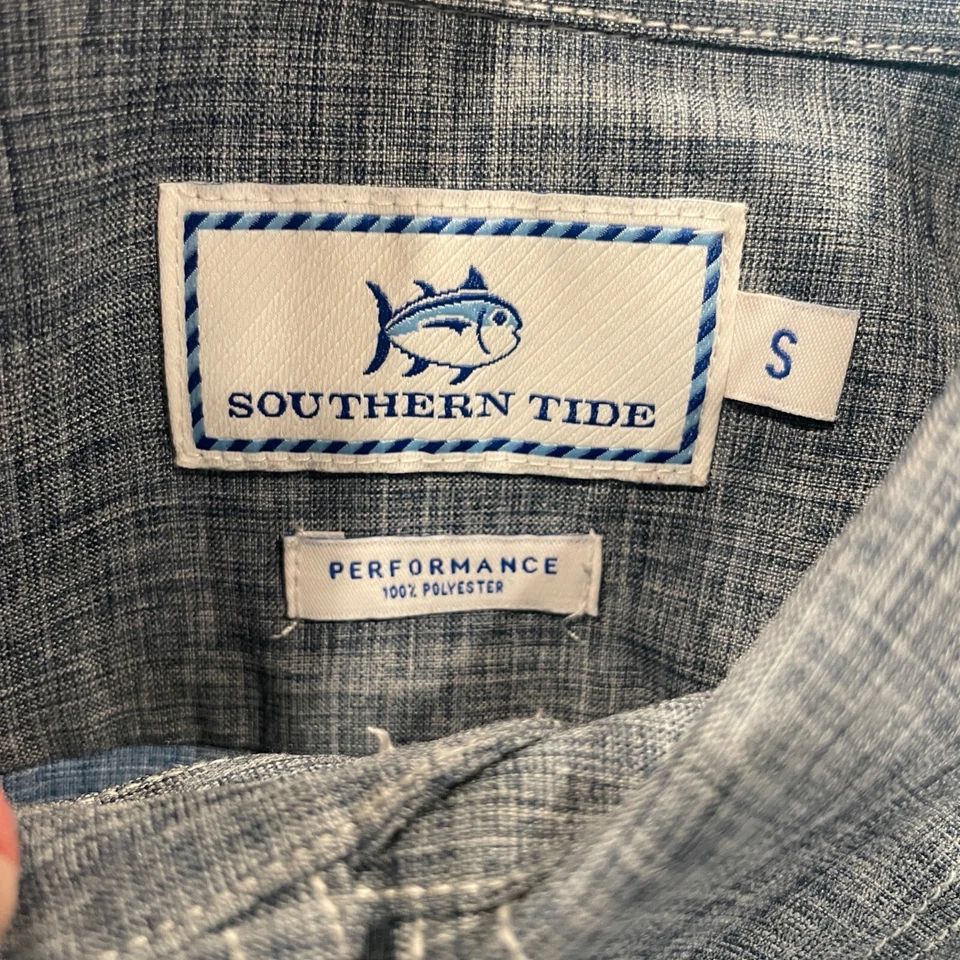 SOUTHERN TIDE
S
PERFORMANCE
100% POLYESTER